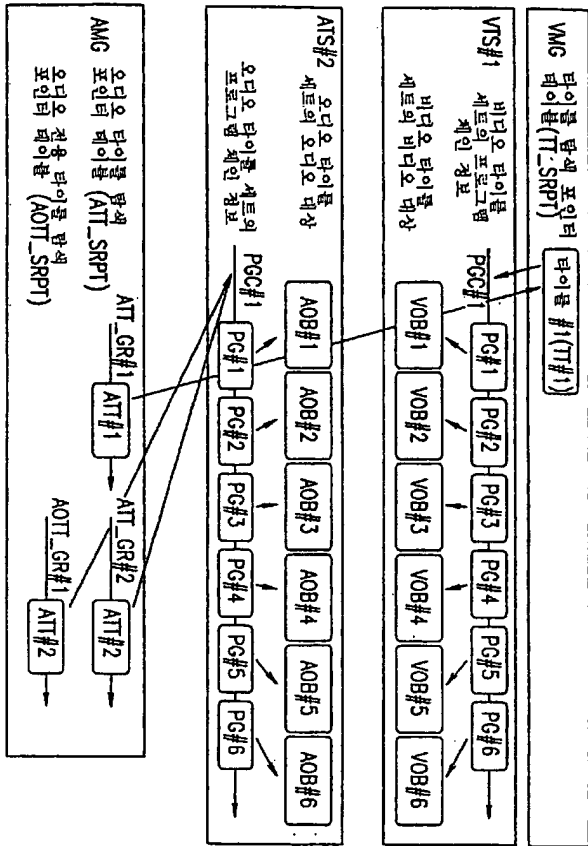 VMG
타이틀 탐색 포인터
테이블(TT_SRPT)
타이틀 #1(TT#1)
VTS#1
비디오 타이틀
세트의 프로그램
체인 정보
PGC#1
PG#1
PG#2
PG#3
PG#4
PG#5
PG#6
비디오 타이틀
세트의 비디오 대상
VOB#1
VOB#2
VOB#3
VOB#4
VOB#5
VOB#6
ATS#2
오디오 타이틀
세트의 오디오 대상
AOB#1
AOB#2
AOB#3
AOB#4
AOB#5
AOB#6
오디오 타이틀 세트의
프로그램 체인 정보
PGC#1
PG#1
PG#2
PG#3
PG#4
PG#5
PG#6
AMG
오디오 타이틀 탐색
포인터 테이블 (ATT_SRPT)
ATT_GR#1
ATT#1
ATT_GR#2
ATT#2
오디오 전용 타이틀 탐색
포인터 테이블 (AOTT_SRPT)
AOTT_GR#1
ATT#2